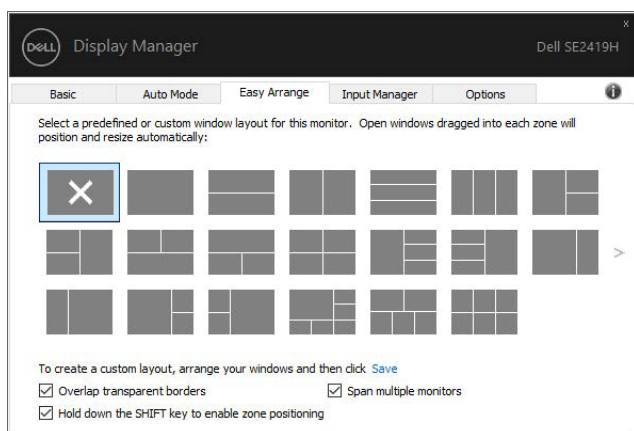 x
DELL Display Manager Dell SE2419H
Basic Auto Mode Easy Arrange Input Manager Options i
Select a predefined or custom window layout for this monitor. Open windows dragged into each zone will
position and resize automatically:
>
To create a custom layout, arrange your windows and then click Save
Overlap transparent borders Span multiple monitors
Hold down the SHIFT key to enable zone positioning